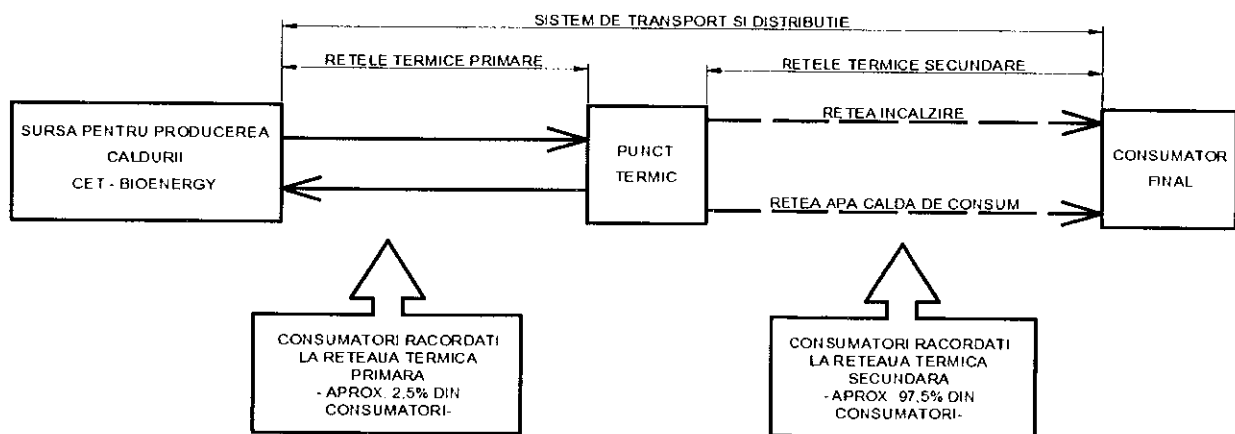 SISTEM DE TRANSPORT SI DISTRIBUTIE
RETELE TERMICE PRIMARE
RETELE TERMICE SECUNDARE
SURSA PENTRU PRODUCEREA
CALDURII
CET - BIOENERGY
PUNCT
TERMIC
RETEA INCALZIRE
RETEA APA CALDA DE CONSUM
CONSUMATOR
FINAL
CONSUMATORI RACORDATI
LA RETEAUA TERMICA
PRIMARA
- APROX. 2,5% DIN
CONSUMATORI-
CONSUMATORI RACORDATI
LA RETEAUA TERMICA
SECUNDARA
- APROX. 97,5% DIN
CONSUMATORI-